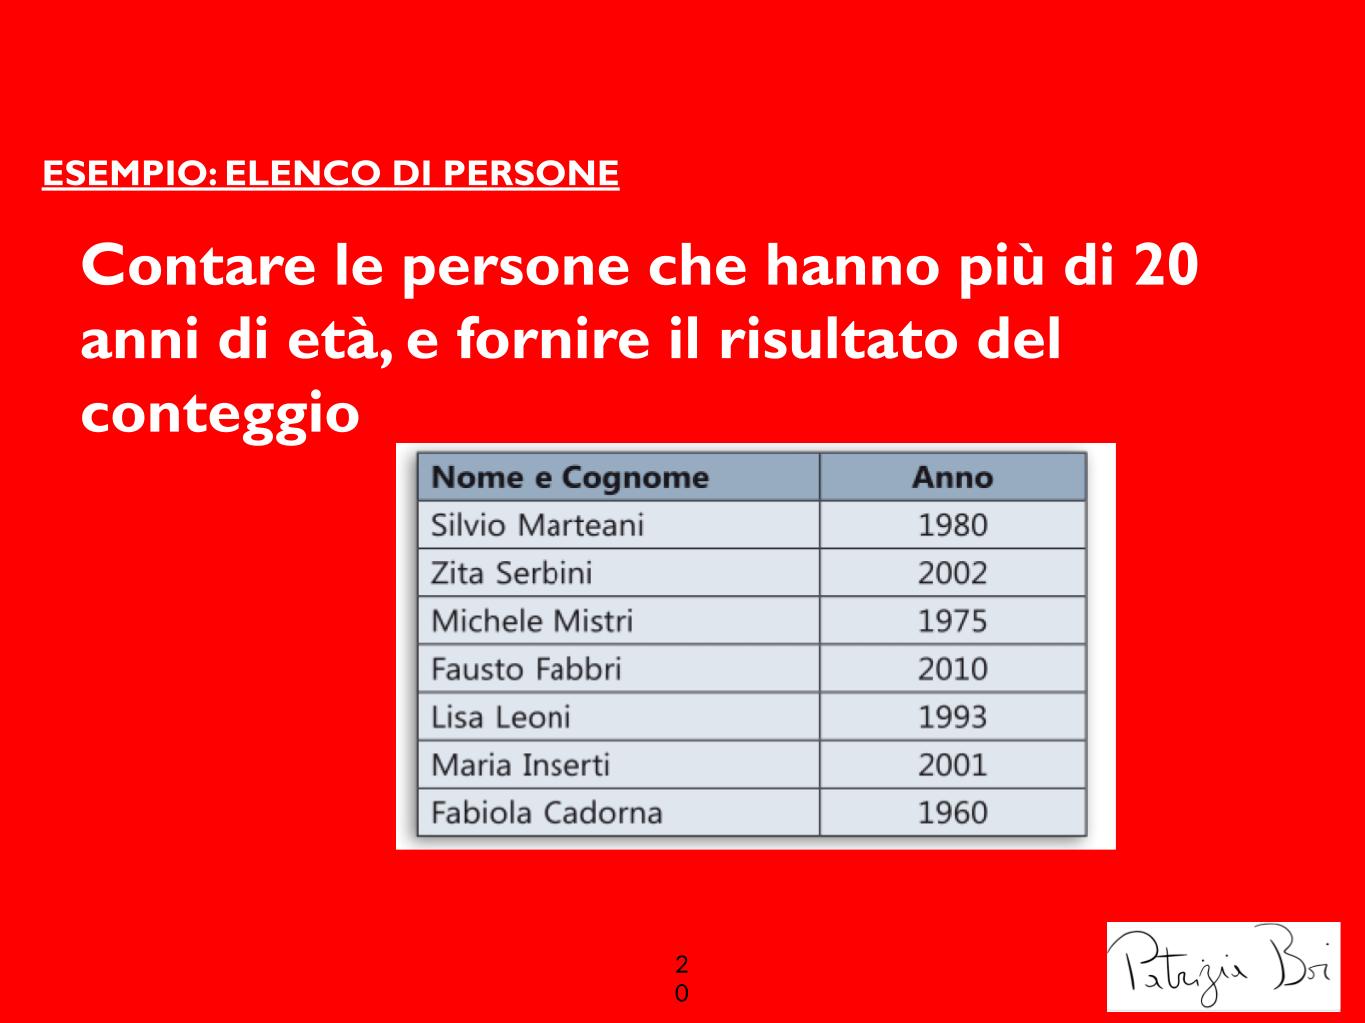 ESEMPIO: ELENCO DI PERSONE
Contare le persone che hanno più di 20
anni di età, e fornire il risultato del
conteggio
Nome e Cognome Anno
Silvio Marteani 1980
Zita Serbini 2002
Michele Mistri 1975
Fausto Fabbri 2010
Lisa Leoni 1993
Maria Inserti 2001
Fabiola Cadorna 1960
2
0
Patrizia Boi